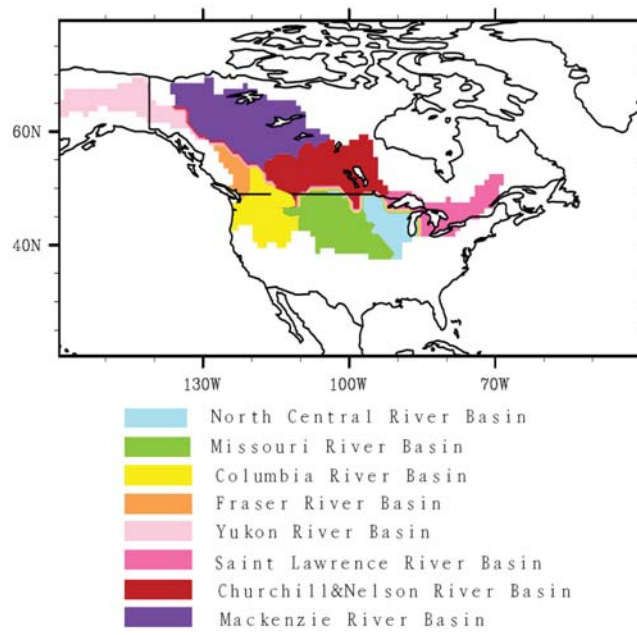 60N
40N
130W 100W 70W
North Central River Basin
Missouri River Basin
Columbia River Basin
Fraser River Basin
Yukon River Basin
Saint Lawrence River Basin
Churchill&Nelson River Basin
Mackenzie River Basin